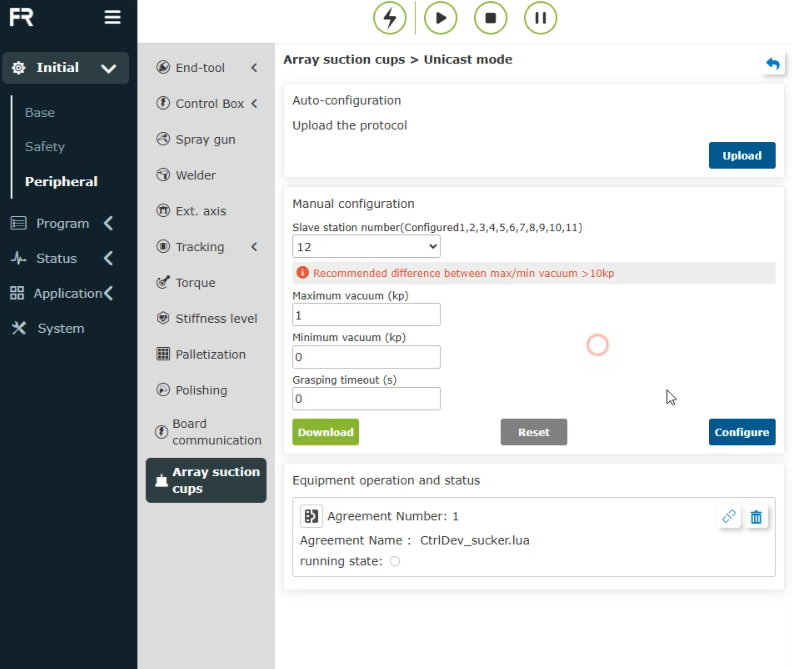 FR
Initial
Base
Safety
Peripheral
Program
Status
Application
System
End-tool
Control Box
Spray gun
Welder
Ext. axis
Tracking
Torque
Stiffness level
Palletization
Polishing
Board
communication
Array suction
cups
Array suction cups > Unicast mode
Auto-configuration
Upload the protocol
Upload
Manual configuration
Slave station number(Configured1,2,3,4,5,6,7,8,9,10,11)
12
Recommended difference between max/min vacuum >10kp
Maximum vacuum (kp)
1
Minimum vacuum (kp)
0
Grasping timeout (s)
0
Download Reset Configure
Equipment operation and status
Agreement Number: 1
Agreement Name : CtrlDev_sucker.lua
running state: